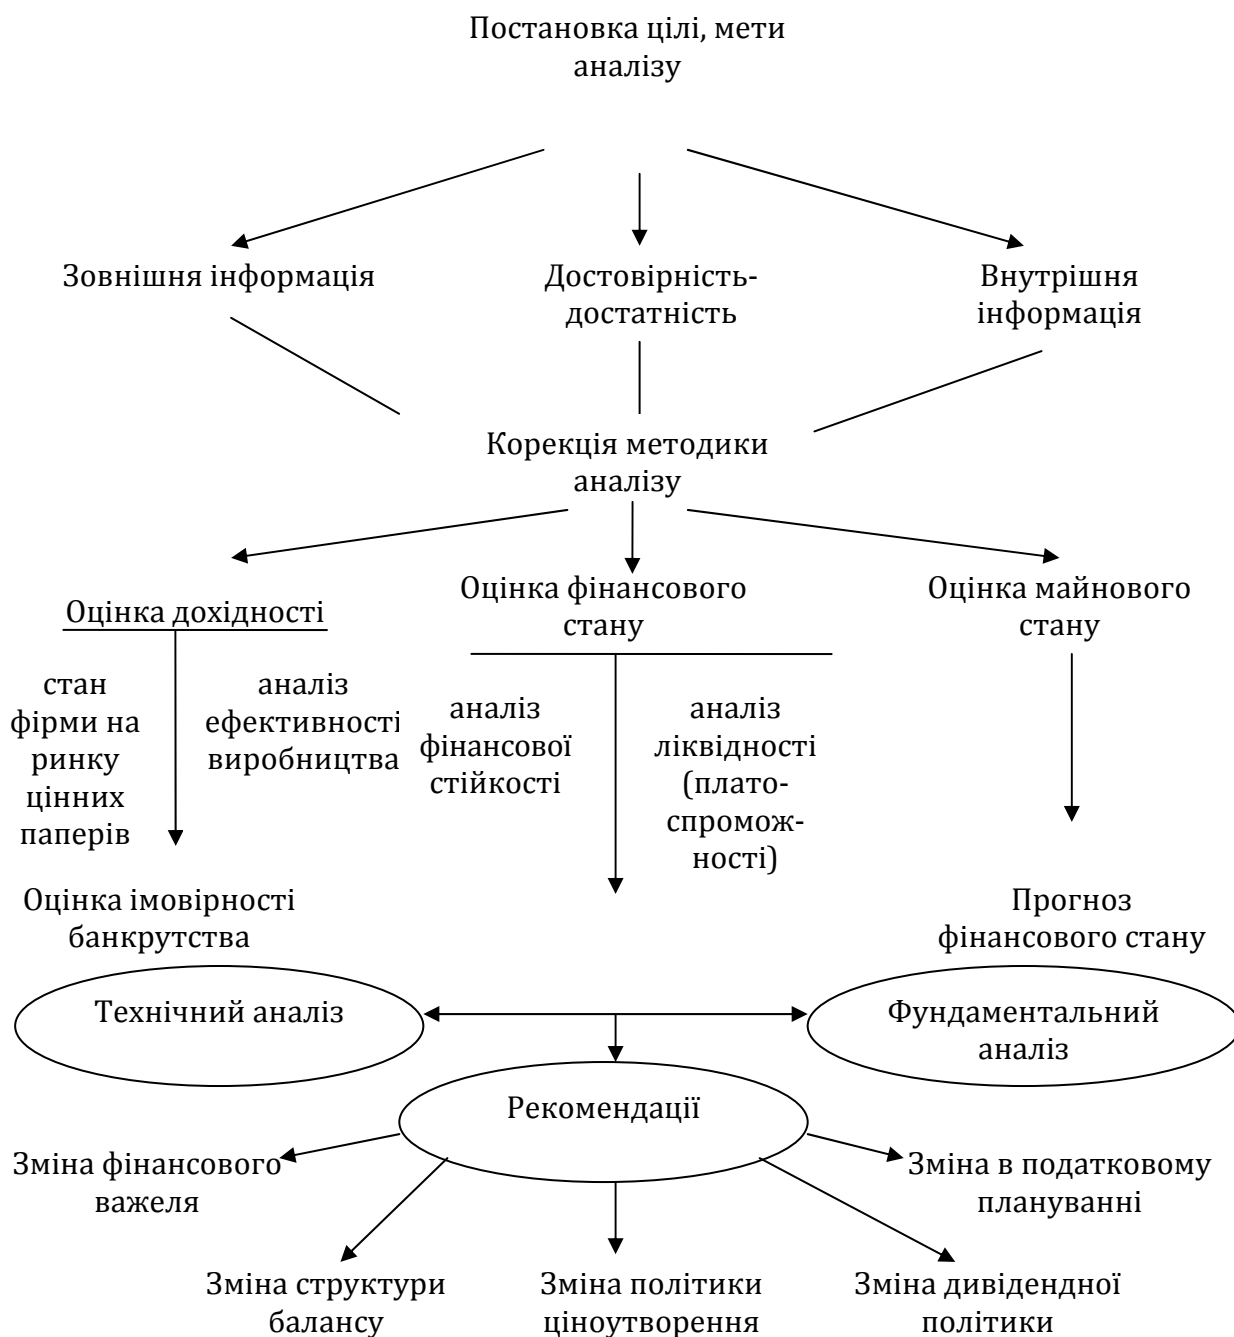 Постановка цілі, мети
аналізу
Зовнішня інформація
Достовірність-
достатність
Внутрішня
інформація
Корекція методики
аналізу
Оцінка дохідності
Оцінка фінансового
стану
Оцінка майнового
стану
стан
фірми на
ринку
цінних
паперів
аналіз
ефективності
виробництва
аналіз
фінансової
стійкості
аналіз
ліквідності
(плато-
спромож-
ності)
Оцінка імовірності
банкрутства
Прогноз
фінансового стану
Технічний аналіз
Фундаментальний
аналіз
Рекомендації
Зміна фінансового
важеля
Зміна в податковому
плануванні
Зміна структури
балансу
Зміна політики
ціноутворення
Зміна дивідендної
політики